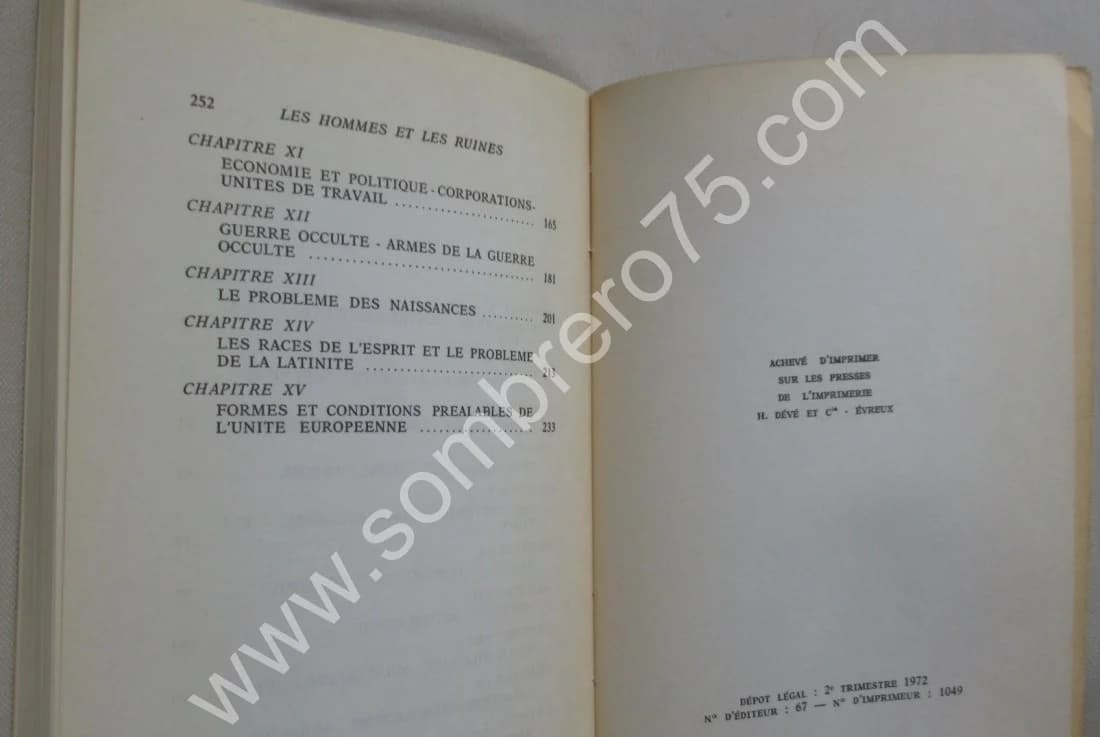 252
LES HOMMES ET LES RUINES
CHAPITRE XI
ECONOMIE ET POLITIQUE - CORPORATIONS-
UNITES DE TRAVAIL ........................ 165
CHAPITRE XII
GUERRE OCCULTE - ARMES DE LA GUERRE
OCCULTE ........................ 181
CHAPITRE XIII
LE PROBLEME DES NAISSANCES ......... 201
CHAPITRE XIV
LES RACES DE L'ESPRIT ET LE PROBLEME
DE LA LATINITE ........................
CHAPITRE XV
FORMES ET CONDITIONS PREALABLES DE
L'UNITE EUROPEENNE .................. 233
ACHEVÉ D'IMPRIMER
SUR LES PRESSES
DE L'IMPRIMERIE
H. DÉVÉ ET Cie - ÉVREUX
DÉPOT LÉGAL : 2e TRIMESTRE 1972
No D'ÉDITEUR : 67 — No D'IMPRIMEUR : 1049
www.sombrero75.com